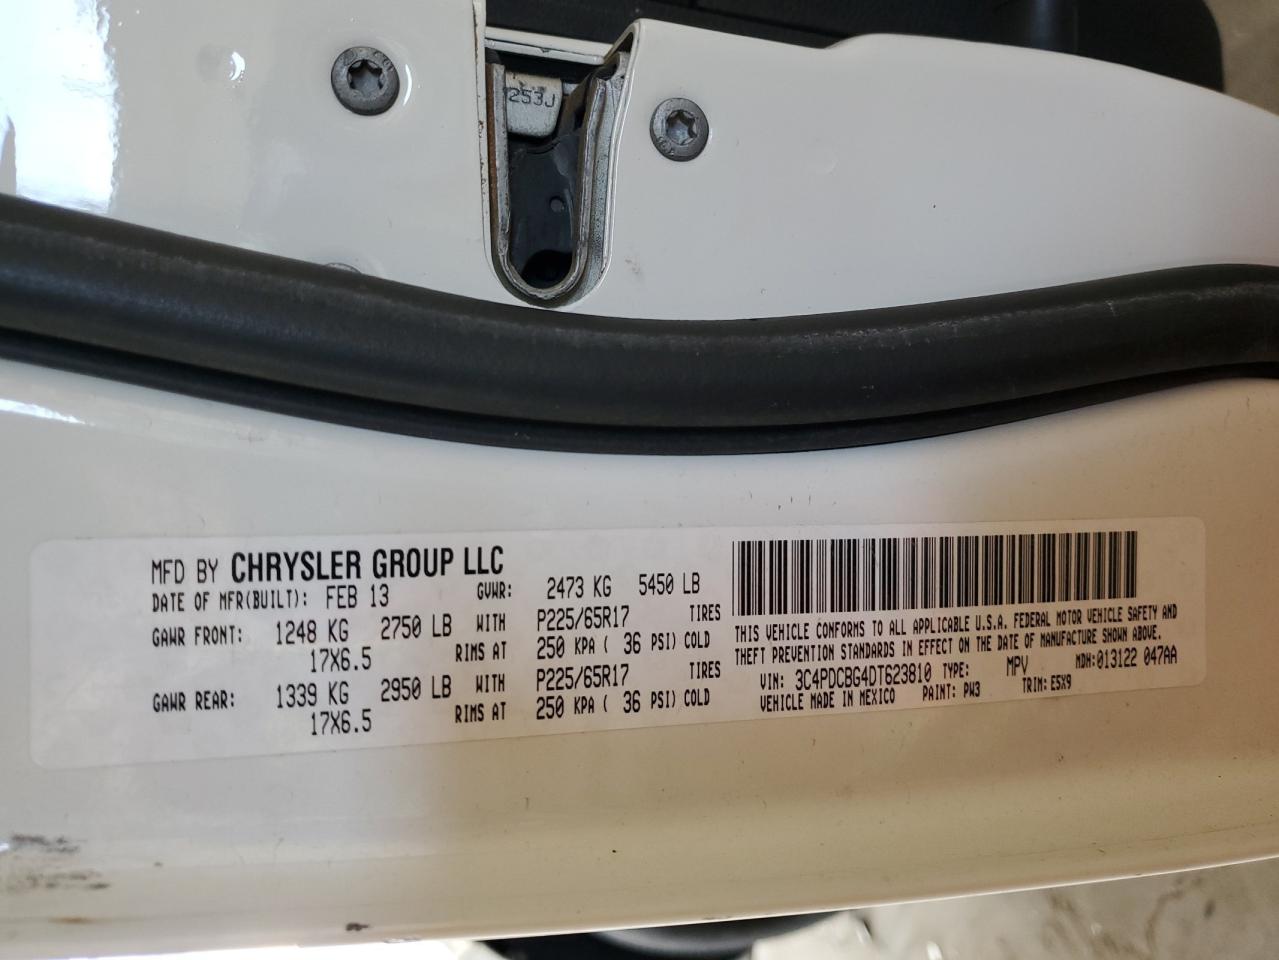 253J
MFD BY CHRYSLER GROUP LLC
DATE OF MFR(BUILT): FEB 13 GVWR: 2473 KG 5450 LB
GAWR FRONT: 1248 KG 2750 LB WITH P225/65R17 TIRES
17X6.5 RIMS AT 250 KPA ( 36 PSI) COLD
GAWR REAR: 1339 KG 2950 LB WITH P225/65R17 TIRES
17X6.5 RIMS AT 250 KPA ( 36 PSI) COLD
THIS VEHICLE CONFORMS TO ALL APPLICABLE U.S.A. FEDERAL MOTOR VEHICLE SAFETY AND
THEFT PREVENTION STANDARDS IN EFFECT ON THE DATE OF MANUFACTURE SHOWN ABOVE.
VIN: 3C4PDCBG4DT623810 TYPE: MPV MDH:013122 047AA
VEHICLE MADE IN MEXICO PAINT: PW3 TRIM: E5X9